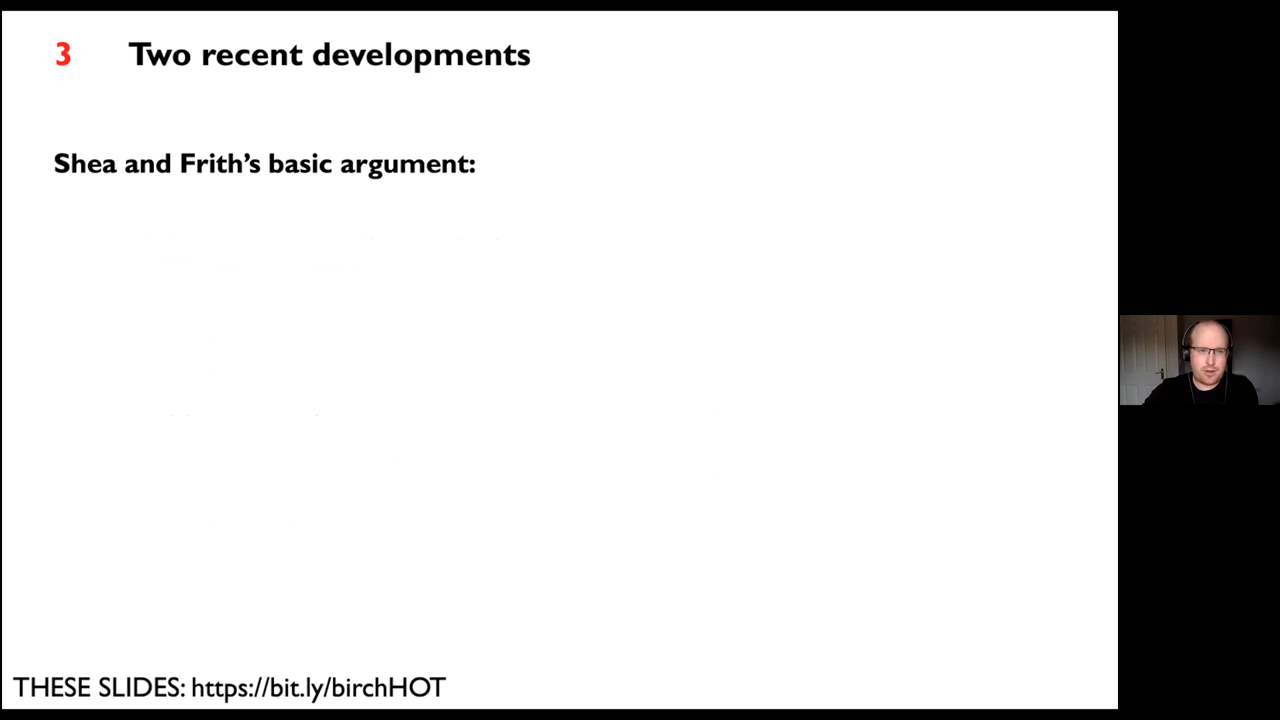 3 Two recent developments
Shea and Frith's basic argument:
THESE SLIDES: https://bit.ly/birchHOT